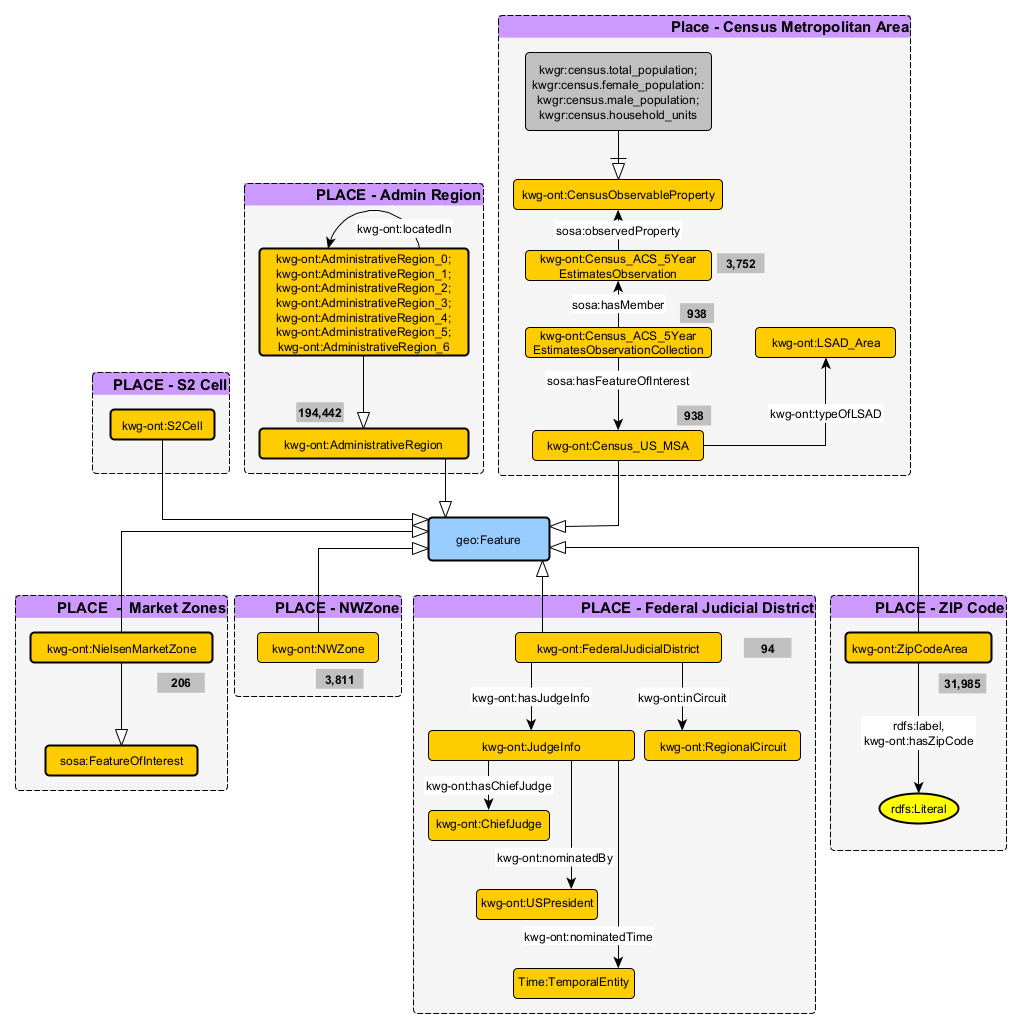 Place - Census Metropolitan Area
kwgr:census.total_population;
kwgr:census.female_population:
kwgr:census.male_population;
kwgr:census.household_units
kwg-ont:CensusObservableProperty
sosa:observedProperty
kwg-ont:Census_ACS_5Year
EstimatesObservation
3,752
sosa:hasMember
938
kwg-ont:Census_ACS_5Year
EstimatesObservationCollection
kwg-ont:LSAD_Area
sosa:hasFeatureOfInterest
938
kwg-ont:typeOfLSAD
kwg-ont:Census_US_MSA
PLACE - Admin Region
kwg-ont:locatedIn
kwg-ont:AdministrativeRegion_0;
kwg-ont:AdministrativeRegion_1;
kwg-ont:AdministrativeRegion_2;
kwg-ont:AdministrativeRegion_3;
kwg-ont:AdministrativeRegion_4;
kwg-ont:AdministrativeRegion_5;
kwg-ont:AdministrativeRegion_6
194,442
kwg-ont:AdministrativeRegion
PLACE - S2 Cell
kwg-ont:S2Cell
geo:Feature
PLACE - Market Zones
kwg-ont:NielsenMarketZone
206
sosa:FeatureOfInterest
PLACE - NWZone
kwg-ont:NWZone
3,811
PLACE - Federal Judicial District
kwg-ont:FederalJudicialDistrict
94
kwg-ont:hasJudgeInfo
kwg-ont:inCircuit
kwg-ont:JudgeInfo
kwg-ont:RegionalCircuit
kwg-ont:hasChiefJudge
kwg-ont:ChiefJudge
kwg-ont:nominatedBy
kwg-ont:USPresident
kwg-ont:nominatedTime
Time:TemporalEntity
PLACE - ZIP Code
kwg-ont:ZipCodeArea
31,985
rdfs:label,
kwg-ont:hasZipCode
rdfs:Literal